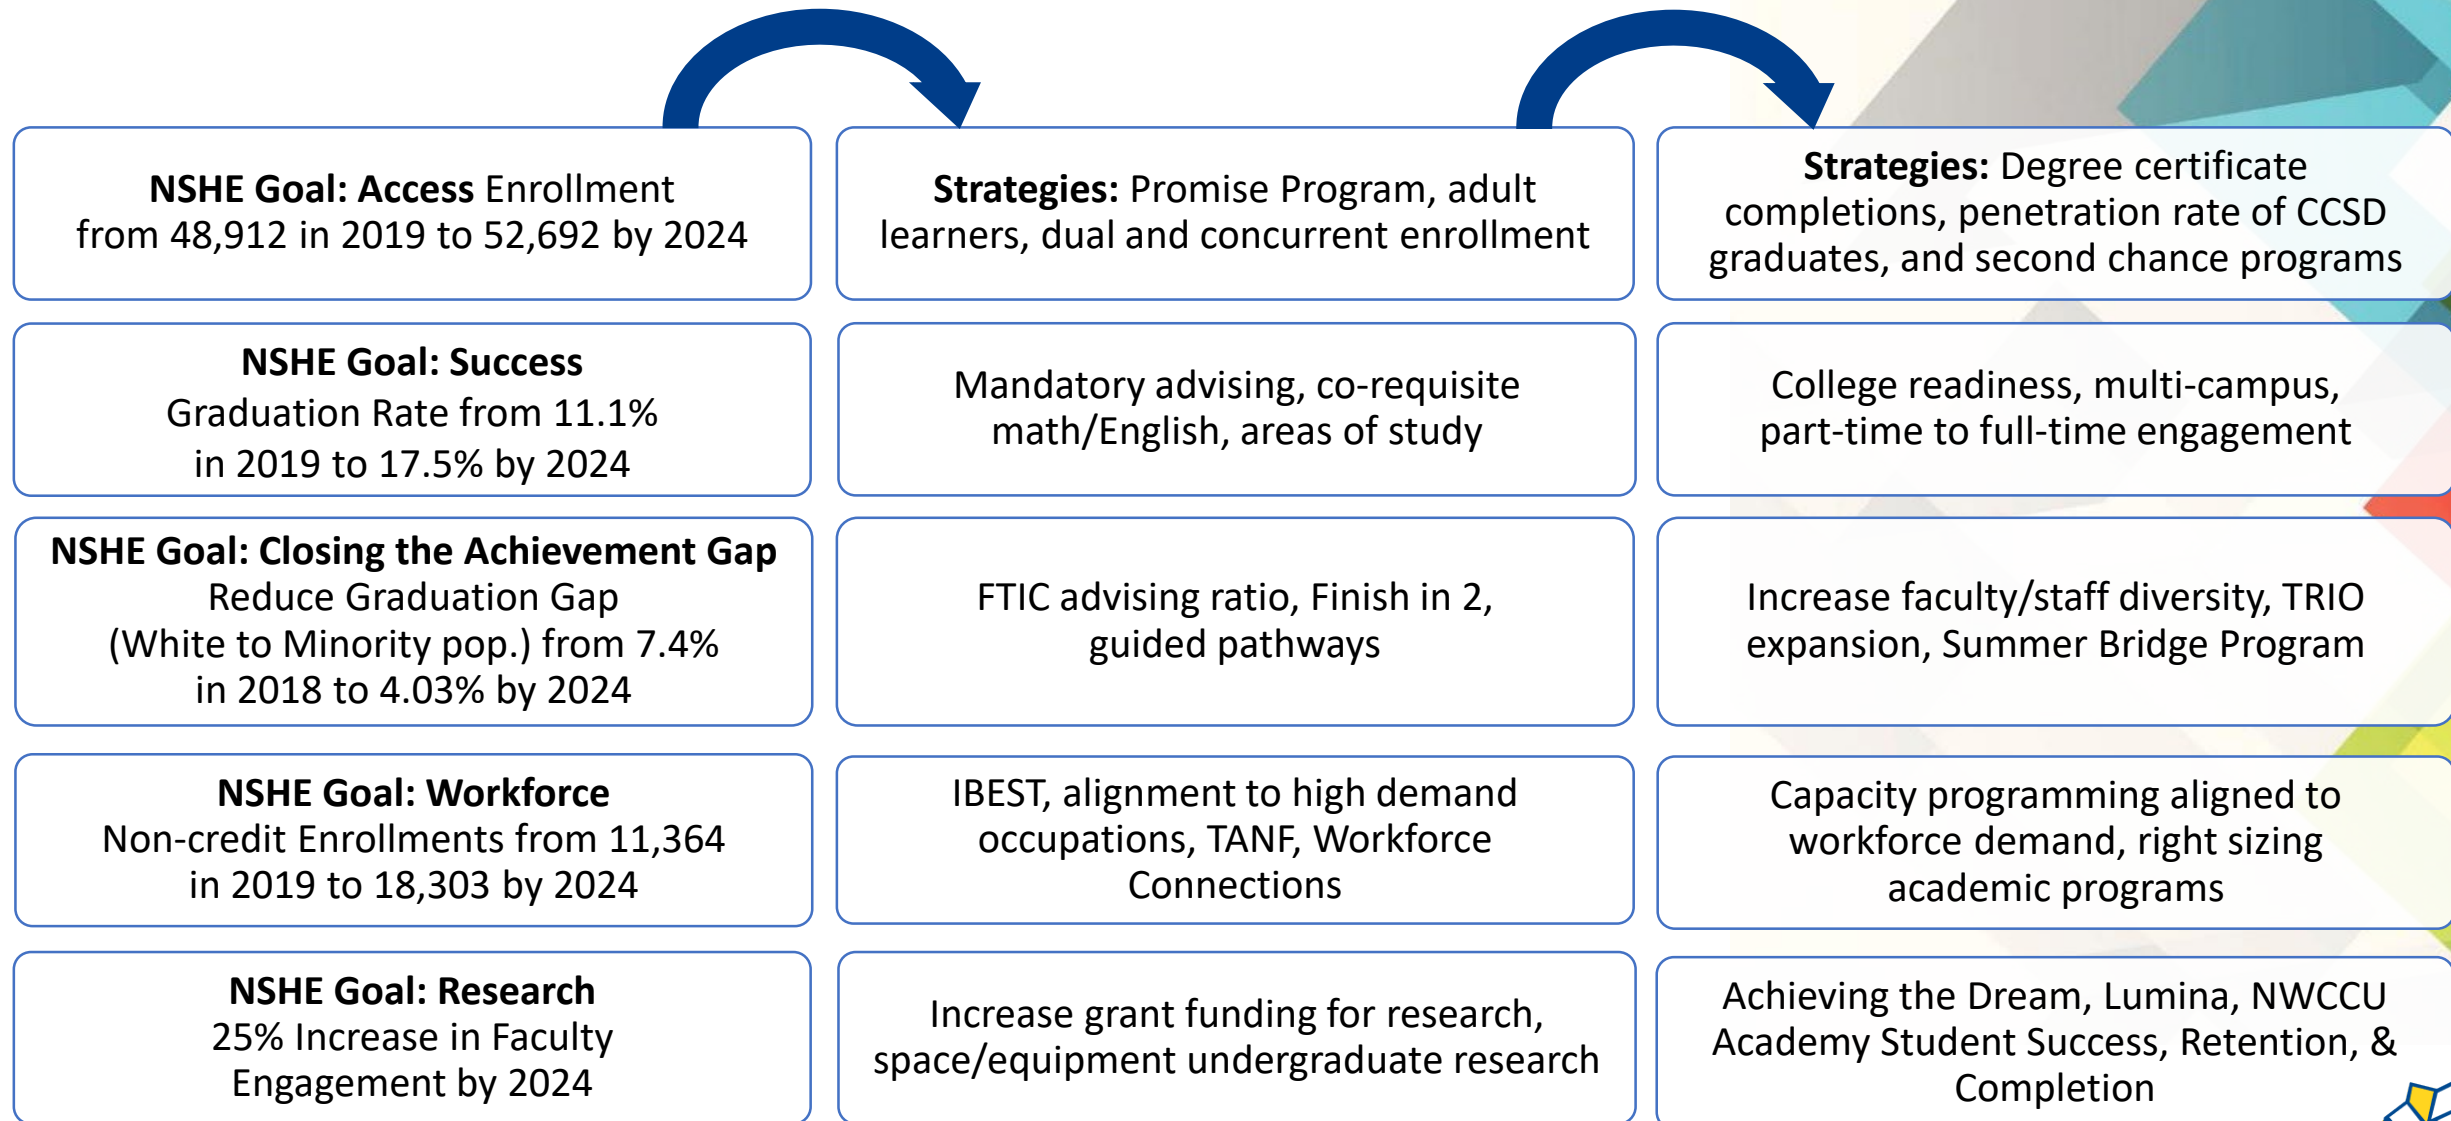 NSHE Goal: Access Enrollment
from 48,912 in 2019 to 52,692 by 2024
Strategies: Promise Program, adult
learners, dual and concurrent enrollment
Strategies: Degree certificate
completions, penetration rate of CCSD
graduates, and second chance programs
NSHE Goal: Success
Graduation Rate from 11.1%
in 2019 to 17.5% by 2024
Mandatory advising, co-requisite
math/English, areas of study
College readiness, multi-campus,
part-time to full-time engagement
NSHE Goal: Closing the Achievement Gap
Reduce Graduation Gap
(White to Minority pop.) from 7.4%
in 2018 to 4.03% by 2024
FTIC advising ratio, Finish in 2,
guided pathways
Increase faculty/staff diversity, TRIO
expansion, Summer Bridge Program
NSHE Goal: Workforce
Non-credit Enrollments from 11,364
in 2019 to 18,303 by 2024
IBEST, alignment to high demand
occupations, TANF, Workforce
Connections
Capacity programming aligned to
workforce demand, right sizing
academic programs
NSHE Goal: Research
25% Increase in Faculty
Engagement by 2024
Increase grant funding for research,
space/equipment undergraduate research
Achieving the Dream, Lumina, NWCCU
Academy Student Success, Retention, &
Completion